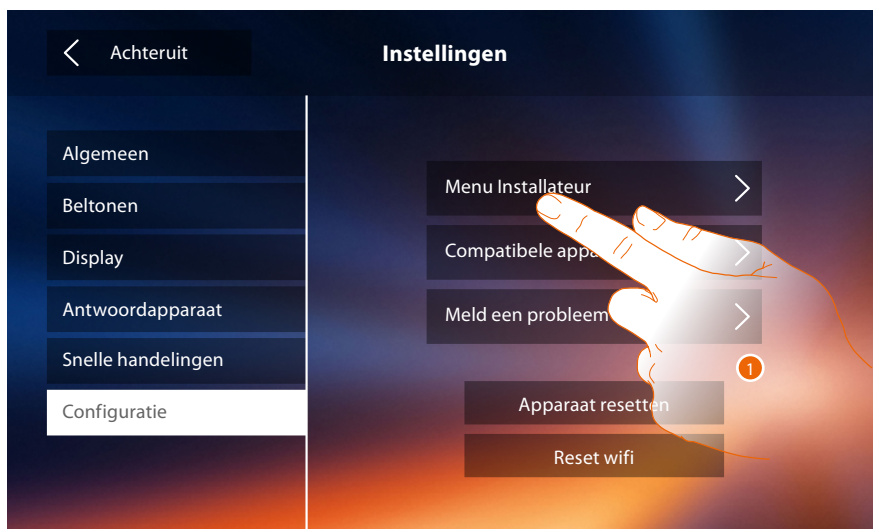 Achteruit
Instellingen
Algemeen
Beltonen
Display
Antwoordapparaat
Snelle handelingen
Configuratie
Menu Installateur
Compatibele
Meld een probleem
1
Apparaat resetten
Reset wifi